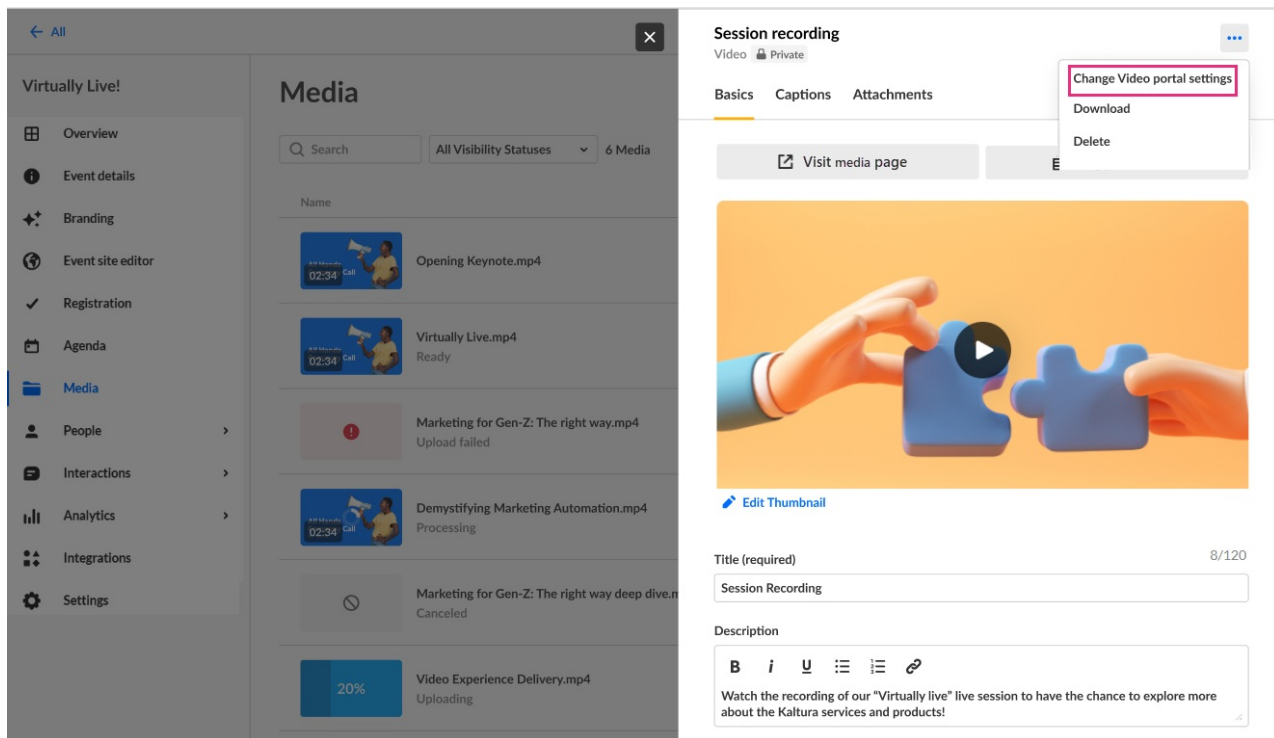 ← All
Virtually Live!
Overview
Event details
Branding
Event site editor
Registration
Agenda
Media
People
Interactions
Analytics
Integrations
Settings
Media
Search
All Visibility Statuses
6 Media
Name
02:34
Call
Opening Keynote.mp4
02:34
Call
Virtually Live.mp4
Ready
Marketing for Gen-Z: The right way.mp4
Upload failed
02:34
Call
Demystifying Marketing Automation.mp4
Processing
Marketing for Gen-Z: The right way deep dive.m
Canceled
20%
Video Experience Delivery.mp4
Uploading
Session recording
Video Private
Basics Captions Attachments
Change Video portal settings
Download
Delete
Visit media page
Edit Thumbnail
Title (required) 8/120
Session Recording
Description
B i U
Watch the recording of our “Virtually live” live session to have the chance to explore more
about the Kaltura services and products!